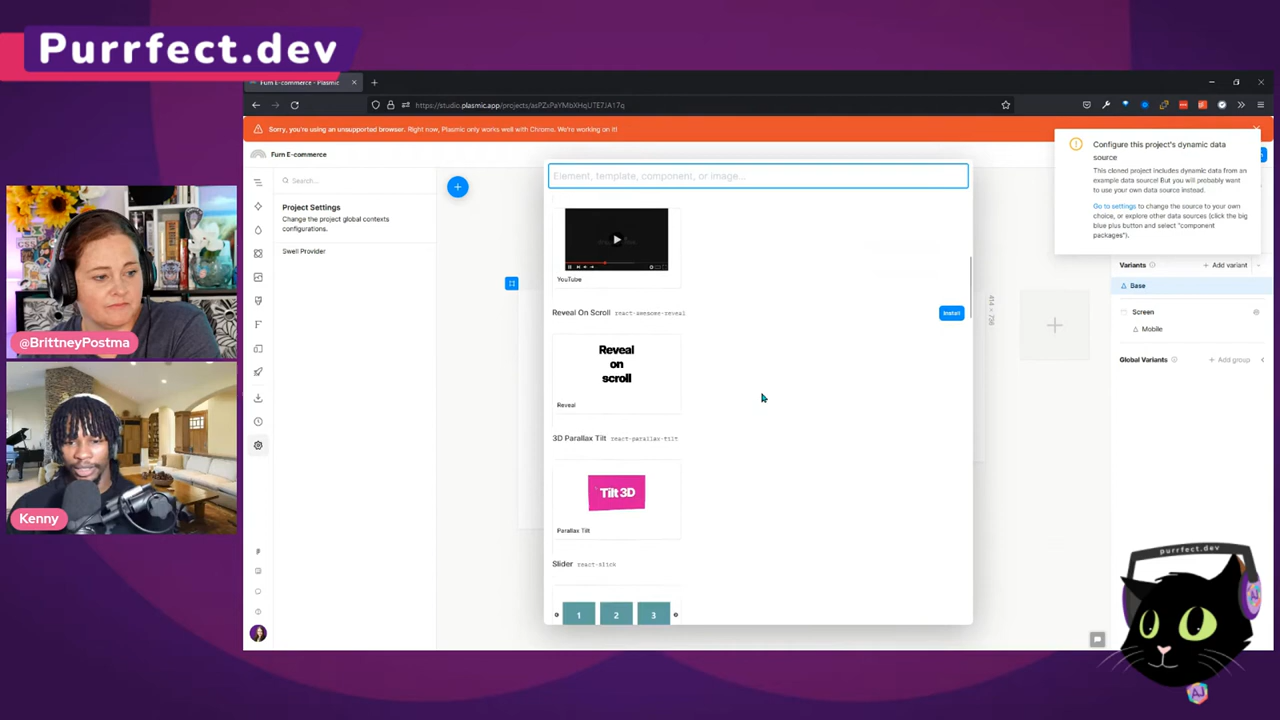 Purrfect.dev
Furn E-commerce - Plasmic
https://studio.plasmic.app/projects/
Sorry, you're using an unsupported browser. Right now, Plasmic only works well with Chrome. We're working on it!
Furn E-commerce
Search...
Project Settings
Change the project global contexts
configurations.
Swell Provider
Element, template, component, or image...
YouTube
Reveal On Scroll react-awesome-reveal
Install
Reveal
on
scroll
Reveal
3D Parallax Tilt react-parallax-tilt
Tilt 3D
Parallax Tilt
Slider react-slick
1 2 3
414 × 736
Configure this project's dynamic data
source
This cloned project includes dynamic data from an
example data source! But you will probably want
to use your own data source instead.
Go to settings to change the source to your own
choice, or explore other data sources (click the big
blue plus button and select "component
packages").
Variants
+ Add variant
Base
Screen
Mobile
Global Variants
+ Add group
@BrittneyPostma
Kenny
purrfect.dev
AJ
AJ